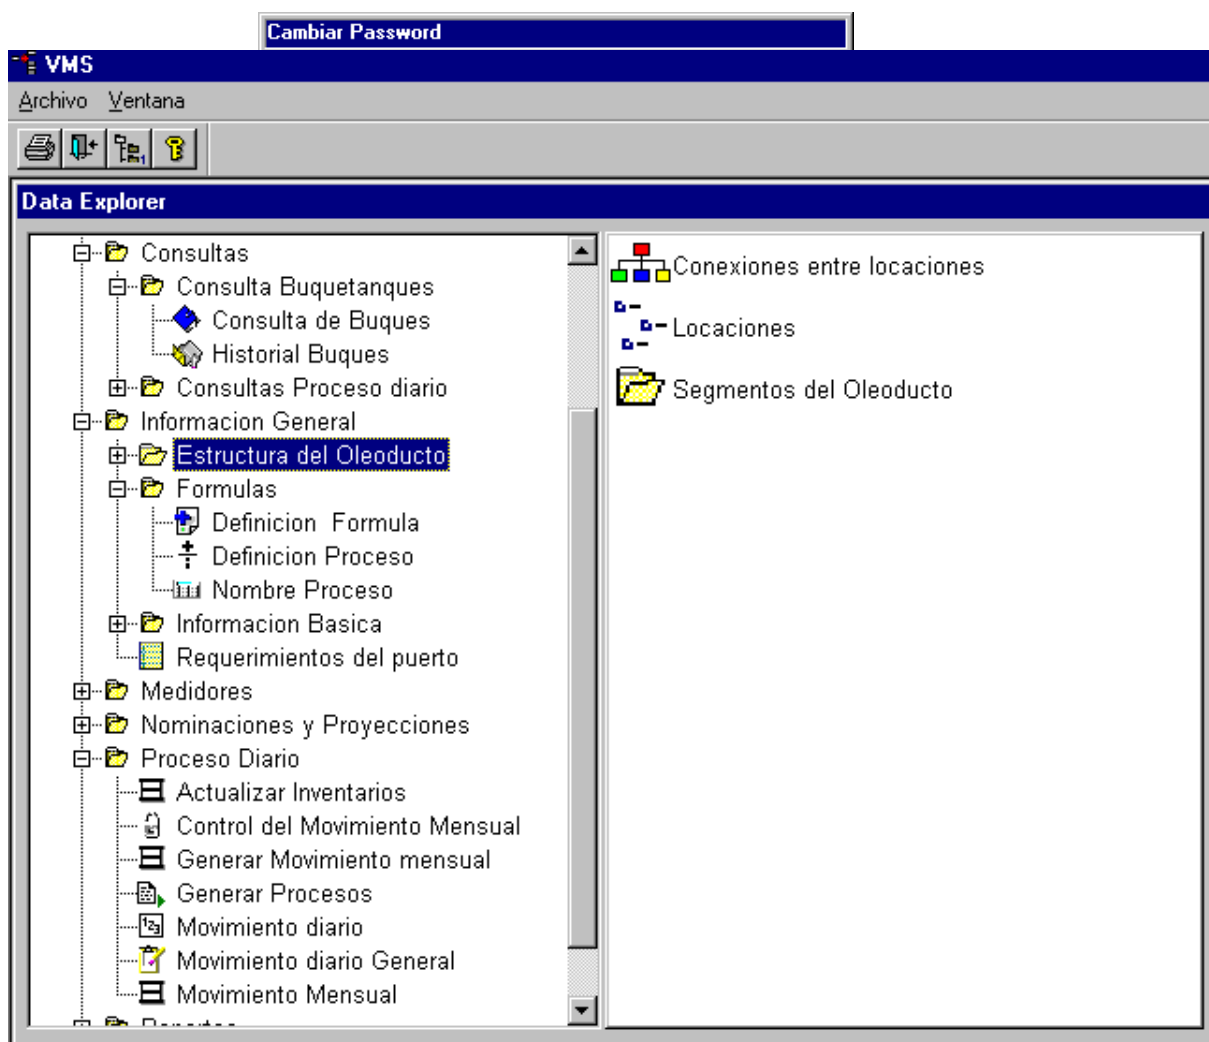 Cambiar Password
VMS
Archivo Ventana
Data Explorer
Consultas
Consulta Buquetanques
Consulta de Buques
Historial Buques
Consultas Proceso diario
Informacion General
Estructura del Oleoducto
Formulas
Definicion Formula
Definicion Proceso
Nombre Proceso
Informacion Basica
Requerimientos del puerto
Medidores
Nominaciones y Proyecciones
Proceso Diario
Actualizar Inventarios
Control del Movimiento Mensual
Generar Movimiento mensual
Generar Procesos
Movimiento diario
Movimiento diario General
Movimiento Mensual
Conexiones entre locaciones
Locaciones
Segmentos del Oleoducto